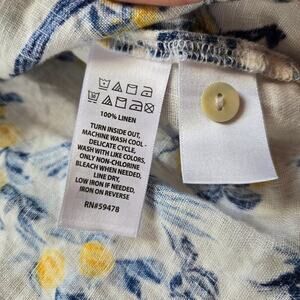 100% LINEN
TURN INSIDE OUT,
MACHINE WASH COOL -
DELICATE CYCLE,
WASH WITH LIKE COLORS,
ONLY NON-CHLORINE
BLEACH WHEN NEEDED,
LINE DRY,
LOW IRON IF NEEDED,
IRON ON REVERSE
RN#59478